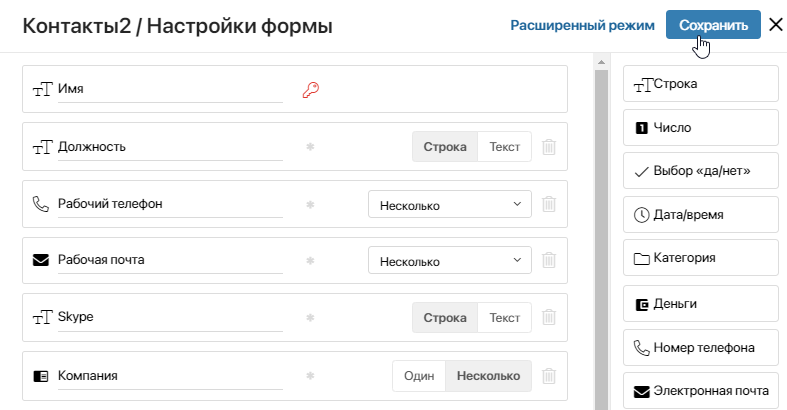 Контакты2 / Настройки формы
Расширенный режим
Сохранить
Имя
Должность
Строка Текст
Рабочий телефон
Несколько
Рабочая почта
Несколько
Skype
Строка Текст
Компания
Один Несколько
Строка
Число
Выбор «да/нет»
Дата/время
Категория
Деньги
Номер телефона
Электронная почта